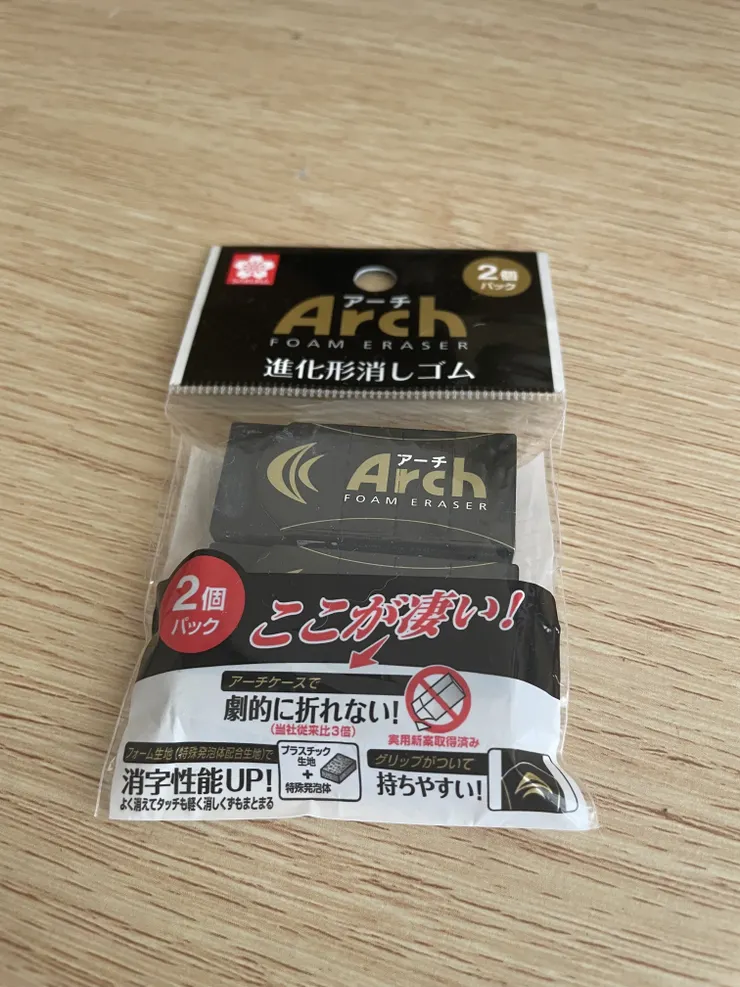 2個
パック
アーチ
Arch
FOAM ERASER
進化形消しゴム
アーチ
Arch
FOAM ERASER
2個
パック
ここが凄い!
アーチケースで
劇的に折れない!
(当社従来比3倍)
実用新案取得済み
フォーム生地(特殊発泡体配合生地)で
消字性能UP!
よく消えてタッチも軽く消しくずもまとまる
プラスチック
生地
+
特殊発泡体
グリップがついて
持ちやすい!